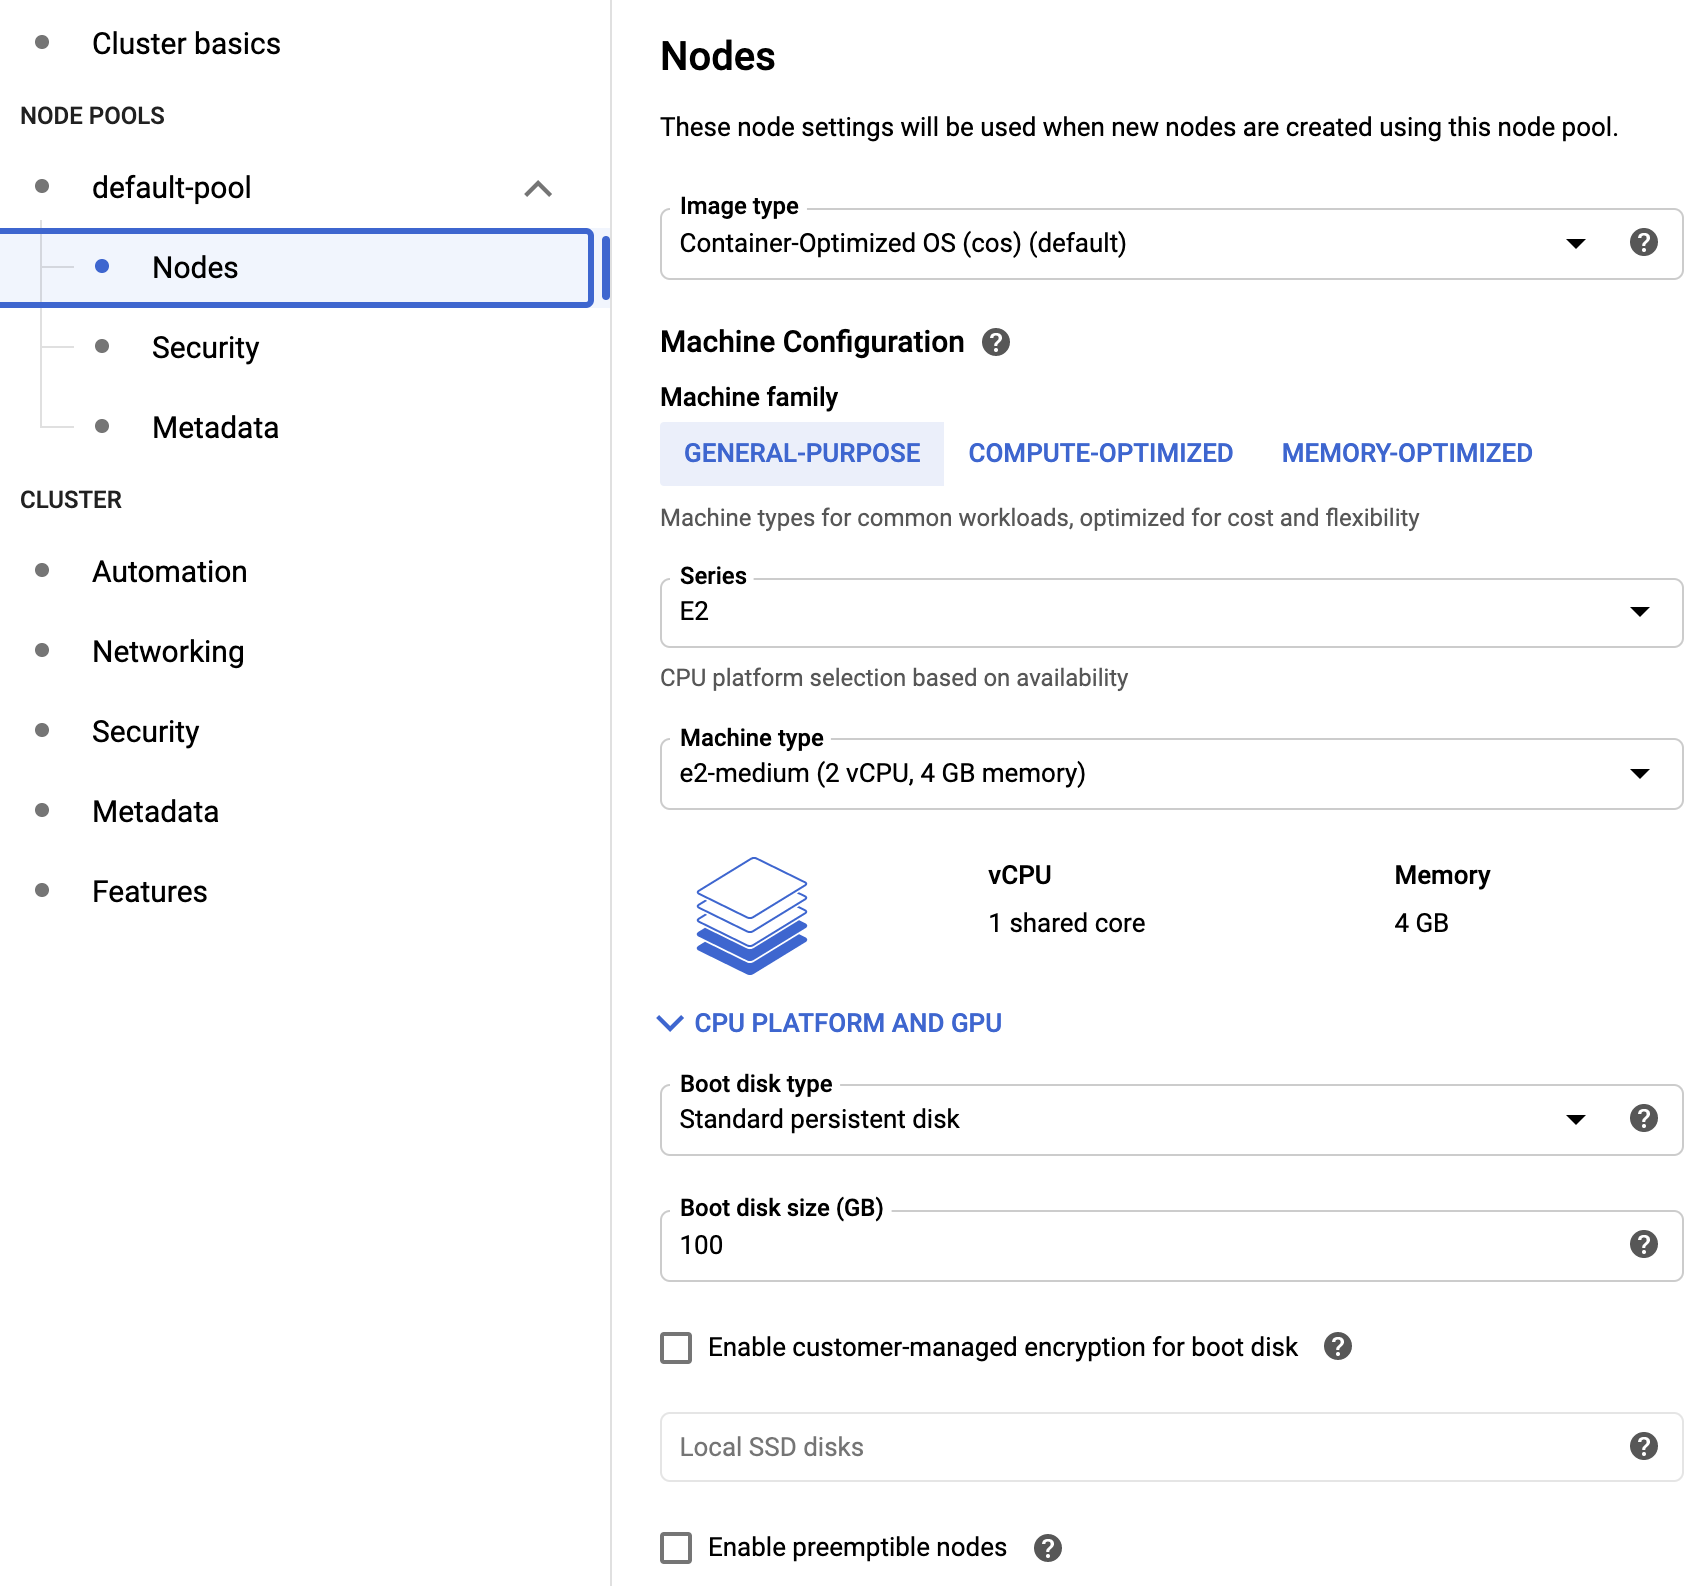 Cluster basics
NODE POOLS
default-pool
Nodes
Security
Metadata
CLUSTER
Automation
Networking
Security
Metadata
Features
Nodes
These node settings will be used when new nodes are created using this node pool.
Image type
Container-Optimized OS (cos) (default)
Machine Configuration
Machine family
GENERAL-PURPOSE COMPUTE-OPTIMIZED MEMORY-OPTIMIZED
Machine types for common workloads, optimized for cost and flexibility
Series
E2
CPU platform selection based on availability
Machine type
e2-medium (2 vCPU, 4 GB memory)
vCPU Memory
1 shared core 4 GB
CPU PLATFORM AND GPU
Boot disk type
Standard persistent disk
Boot disk size (GB)
100
Enable customer-managed encryption for boot disk
Local SSD disks
Enable preemptible nodes